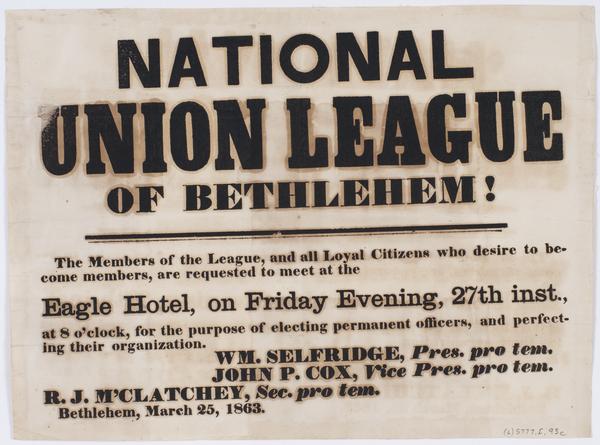 NATIONAL
UNION LEAGUE
OF BETHLEHEM!
The Members of the League, and all Loyal Citizens who desire to be-
come members, are requested to meet at the
Eagle Hotel, on Friday Evening, 27th inst.,
at 8 o'clock, for the purpose of electing permanent officers, and perfect-
ing their organization.
WM. SELFRIDGE, Pres. pro tem.
JOHN P. COX, Vice Pres. pro tem.
R. J. M'CLATCHEY, Sec. pro tem.
Bethlehem, March 25, 1863.
(6) 5777.F.93c